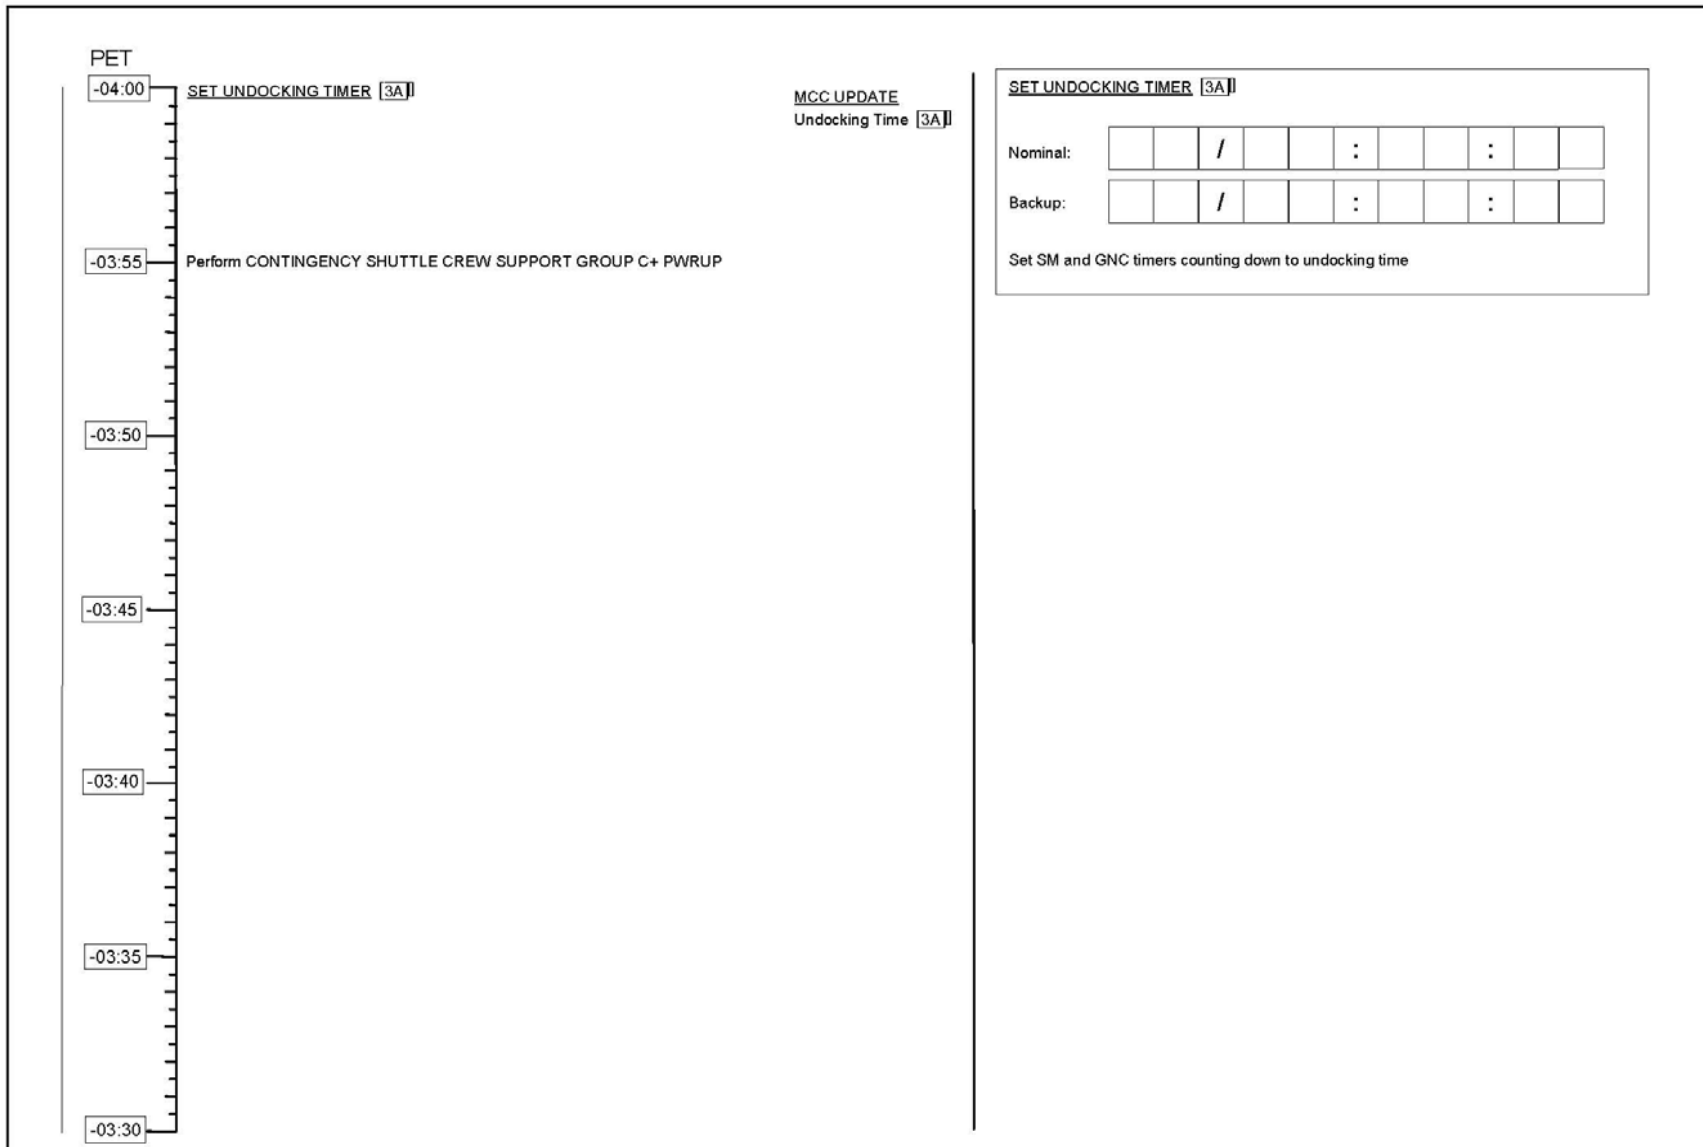 PET
-04:00
SET UNDOCKING TIMER [3A]
MCC UPDATE
Undocking Time [3A]
-03:55
Perform CONTINGENCY SHUTTLE CREW SUPPORT GROUP C+ PWRUP
-03:50
-03:45
-03:40
-03:35
-03:30
SET UNDOCKING TIMER [3A]
Nominal: / : :
Backup: / : :
Set SM and GNC timers counting down to undocking time